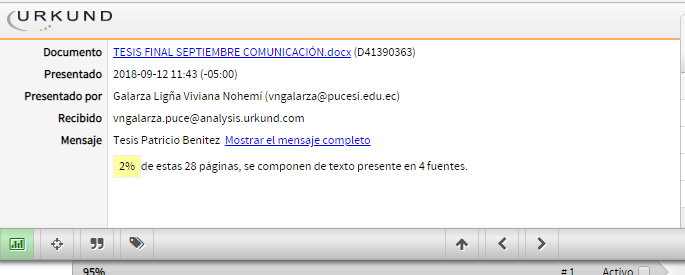 URKUND
Documento TESIS FINAL SEPTIEMBRE COMUNICACIÓN.docx (D41390363)
Presentado 2018-09-12 11:43 (-05:00)
Presentado por Galarza Ligña Viviana Nohemí (vngalarza@pucesi.edu.ec)
Recibido vngalarza.puce@analysis.urkund.com
Mensaje Tesis Patricio Benitez Mostrar el mensaje completo
2% de estas 28 páginas, se componen de texto presente en 4 fuentes.
95% #1 Activo